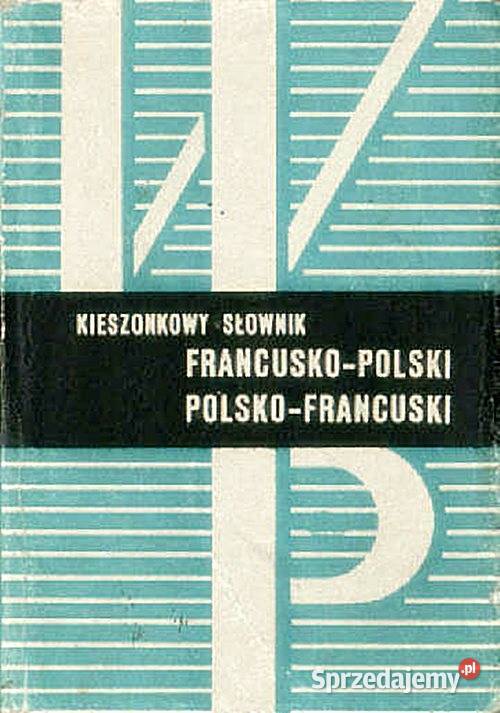 KIESZONKOWY SŁOWNIK
FRANCUSKO-POLSKI
POLSKO-FRANCUSKI
Sprzedajemy.pl